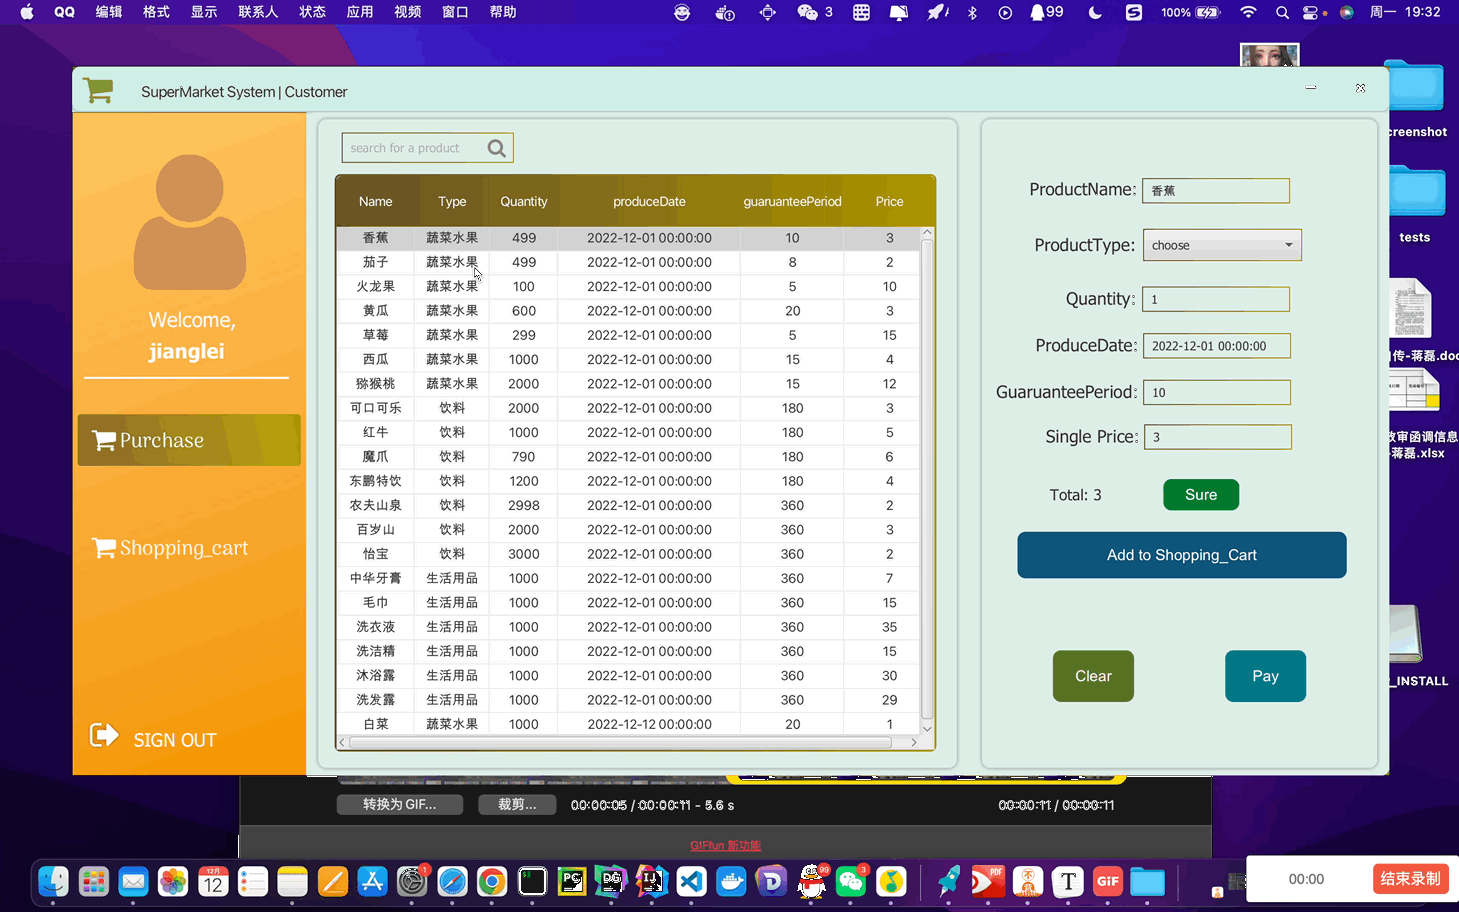 QQ 编辑 格式 显示 联系人 状态 应用 视频 窗口 帮助 3 99 100% 周一 19:32
SuperMarket System | Customer
creenshot
tests
search for a product
Name Type Quantity produceDate guaruanteePeriod Price
香蕉 蔬菜水果 499 2022-12-01 00:00:00 10 3
茄子 蔬菜水果 499 2022-12-01 00:00:00 8 2
火龙果 蔬菜水果 100 2022-12-01 00:00:00 5 10
黄瓜 蔬菜水果 600 2022-12-01 00:00:00 20 3
草莓 蔬菜水果 299 2022-12-01 00:00:00 5 15
西瓜 蔬菜水果 1000 2022-12-01 00:00:00 15 4
猕猴桃 蔬菜水果 2000 2022-12-01 00:00:00 15 12
可口可乐 饮料 2000 2022-12-01 00:00:00 180 3
红牛 饮料 1000 2022-12-01 00:00:00 180 5
魔爪 饮料 790 2022-12-01 00:00:00 180 6
东鹏特饮 饮料 1200 2022-12-01 00:00:00 180 4
农夫山泉 饮料 2998 2022-12-01 00:00:00 360 2
百岁山 饮料 2000 2022-12-01 00:00:00 360 3
怡宝 饮料 3000 2022-12-01 00:00:00 360 2
中华牙膏 生活用品 1000 2022-12-01 00:00:00 360 7
毛巾 生活用品 1000 2022-12-01 00:00:00 360 15
洗衣液 生活用品 1000 2022-12-01 00:00:00 360 35
洗洁精 生活用品 1000 2022-12-01 00:00:00 360 15
沐浴露 生活用品 1000 2022-12-01 00:00:00 360 30
洗发露 生活用品 1000 2022-12-01 00:00:00 360 29
白菜 蔬菜水果 1000 2022-12-12 00:00:00 20 1
Welcome,
jianglei
Purchase
Shopping_cart
SIGN OUT
ProductName: 香蕉
ProductType: choose
Quantity: 1
ProduceDate: 2022-12-01 00:00:00
GuaruanteePeriod: 10
Single Price: 3
Total: 3 Sure
Add to Shopping_Cart
Clear Pay
传-蒋磊.doc
政审函调信息
-蒋磊.xlsx
_INSTALL
转换为 GIF... 裁剪... 00:00:05 / 00:00:11 - 5.6 s 00:00:11 / 00:00:11
GIFfun 新功能
12月
12
1
PC
DG
IJ
99
3
PDF
T
GIF
00:00 结束录制